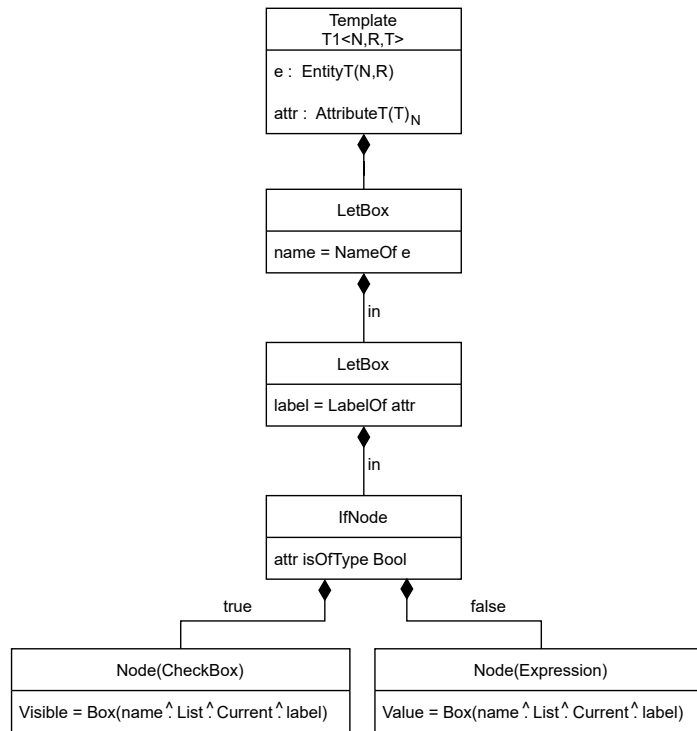 Template
T1<N,R,T>
e : EntityT(N,R)
attr : AttributeT(T)_N
LetBox
name = NameOf e
in
LetBox
label = LabelOf attr
in
IfNode
attr isOfType Bool
true
false
Node(CheckBox)
Visible = Box(name ^. List ^. Current ^. label)
Node(Expression)
Value = Box(name ^. List ^. Current ^. label)